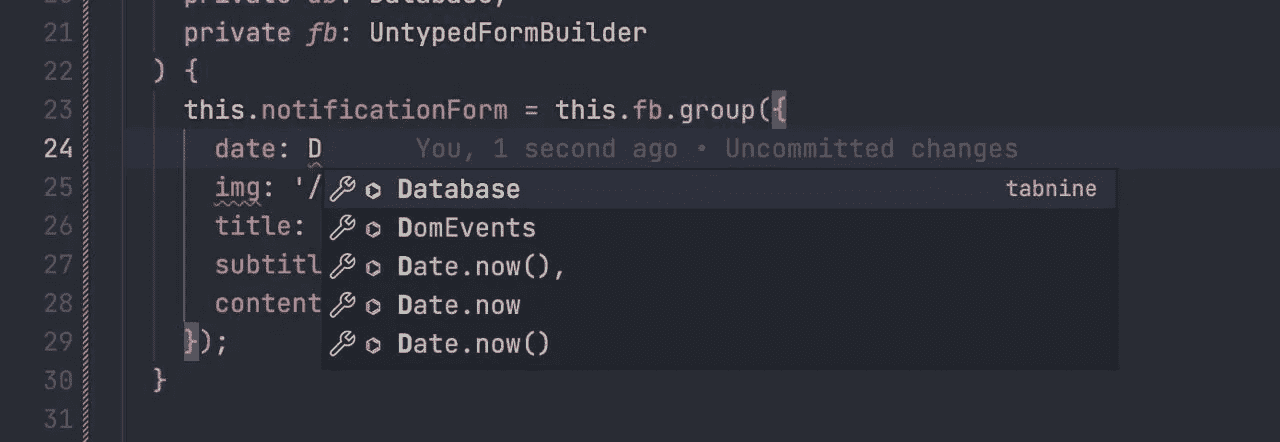 private db: Database,
21 private fb: UntypedFormBuilder
22 ) {
23 this.notificationForm = this.fb.group({
24 date: D You, 1 second ago • Uncommitted changes
25 img: '/
Database tabnine
26 title:
DomEvents
27 subtitl
Date.now(),
28 content
Date.now
29 });
Date.now()
30 }
31